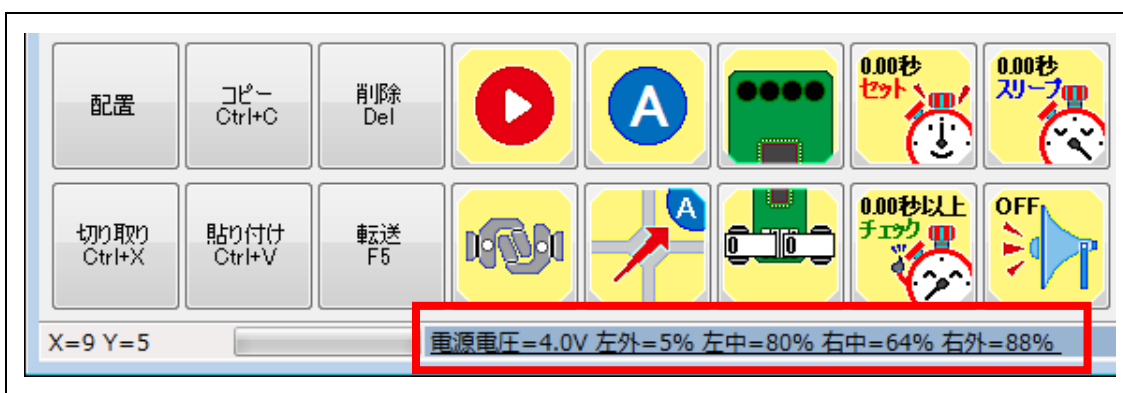 配置
コピー
Ctrl+C
削除
Del
A
0.00秒
セット
0.00秒
スリープ
切り取り
Ctrl+X
貼り付け
Ctrl+V
転送
F5
A
0
0
0.00秒以上
チェック
OFF
X=9 Y=5
電源電圧=4.0V 左外=5% 左中=80% 右中=64% 右外=88%